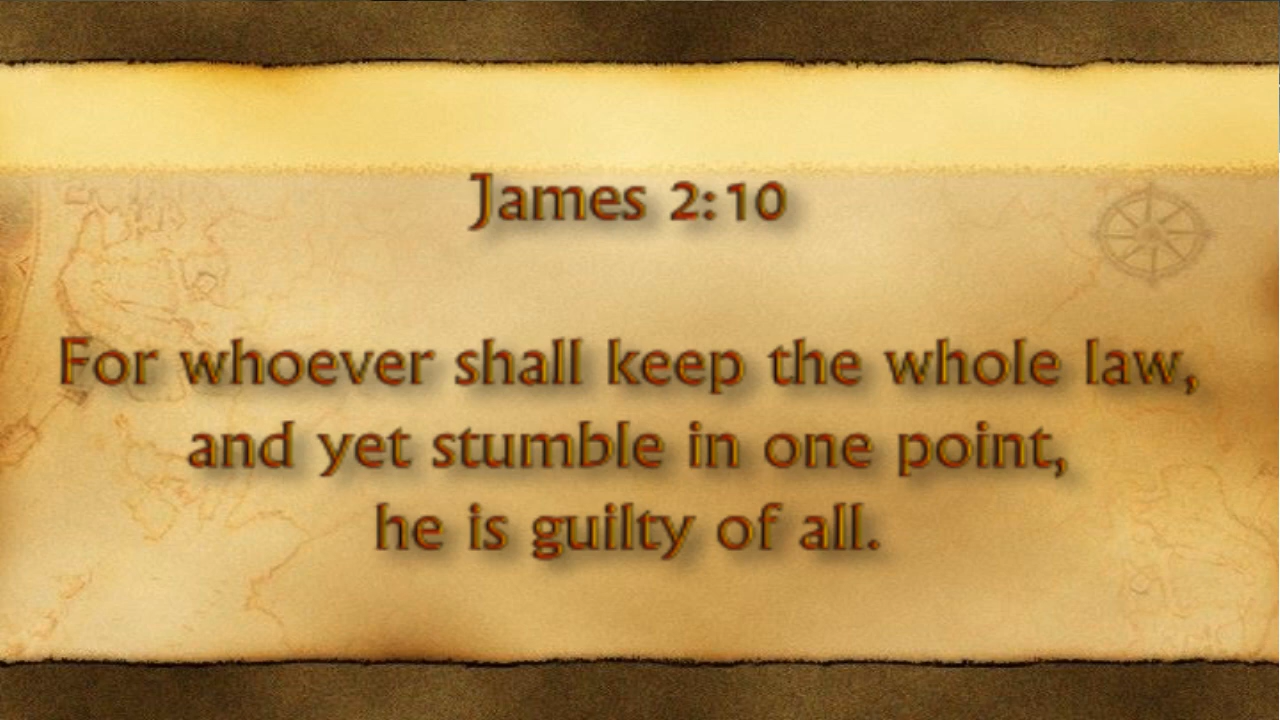 James 2:10
For whoever shall keep the whole law,
and yet stumble in one point,
he is guilty of all.